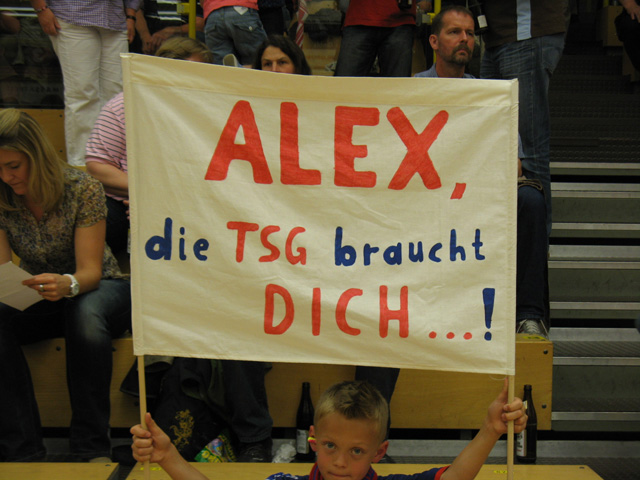 ALEX,
die TSG braucht
DICH...!